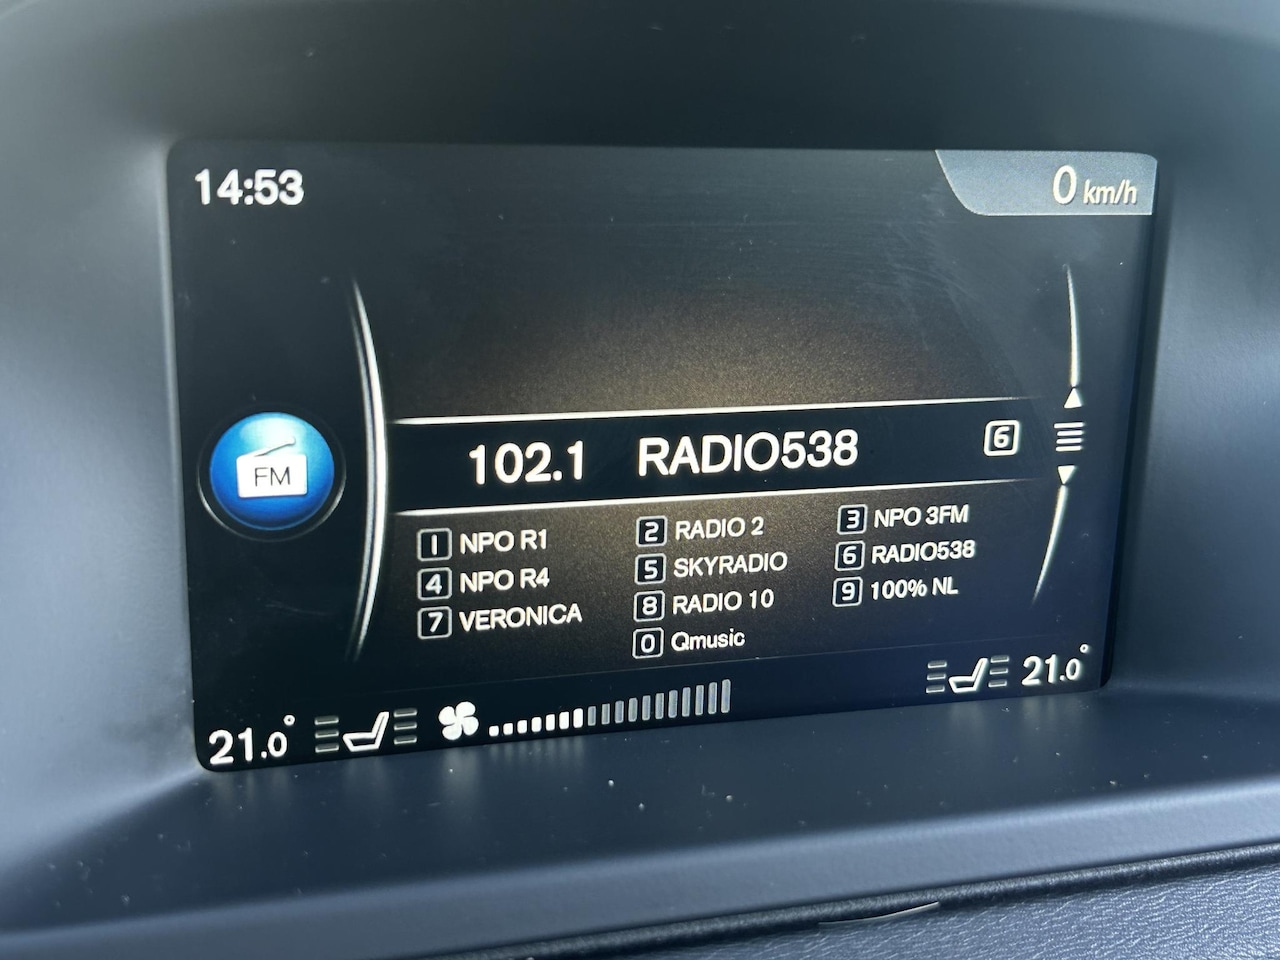 14:53
0 km/h
FM
102.1 RADIO538 6
1 NPO R1 2 RADIO 2 3 NPO 3FM
4 NPO R4 5 SKYRADIO 6 RADIO538
7 VERONICA 8 RADIO 10 9 100% NL
0 Qmusic
21.0° 21.0°